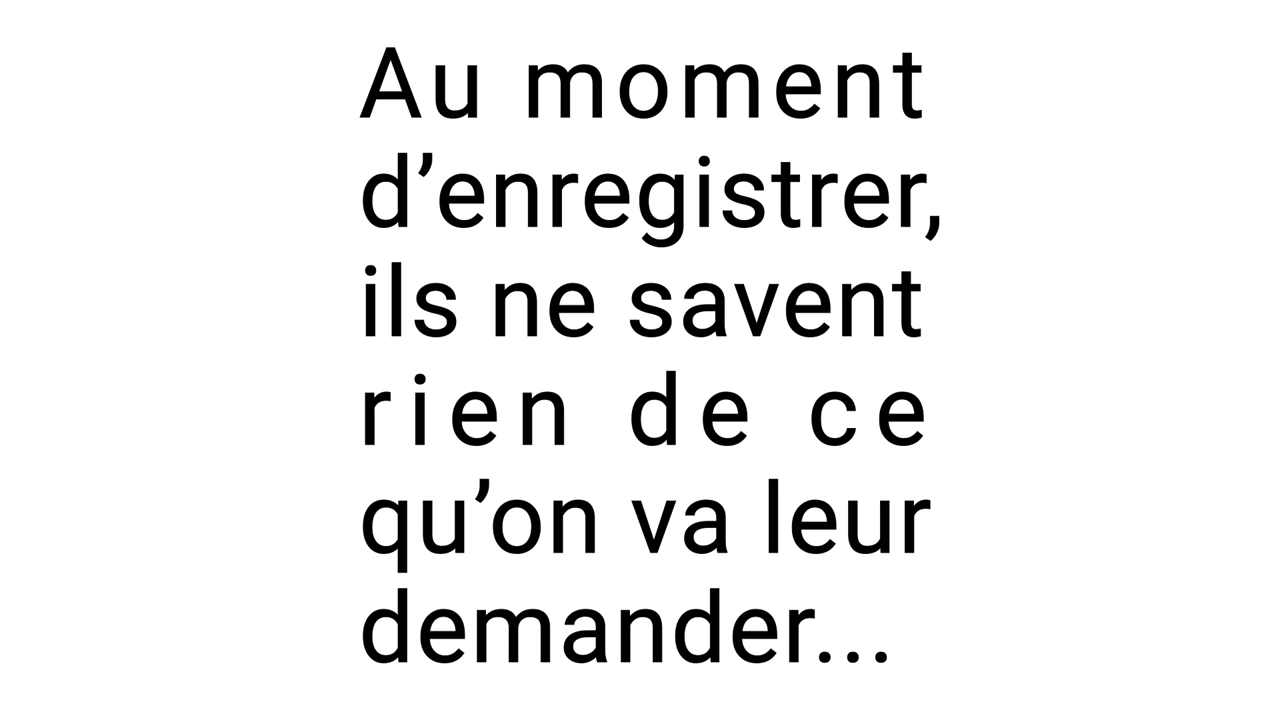 Au moment
d’enregistrer,
ils ne savent
rien de ce
qu’on va leur
demander...